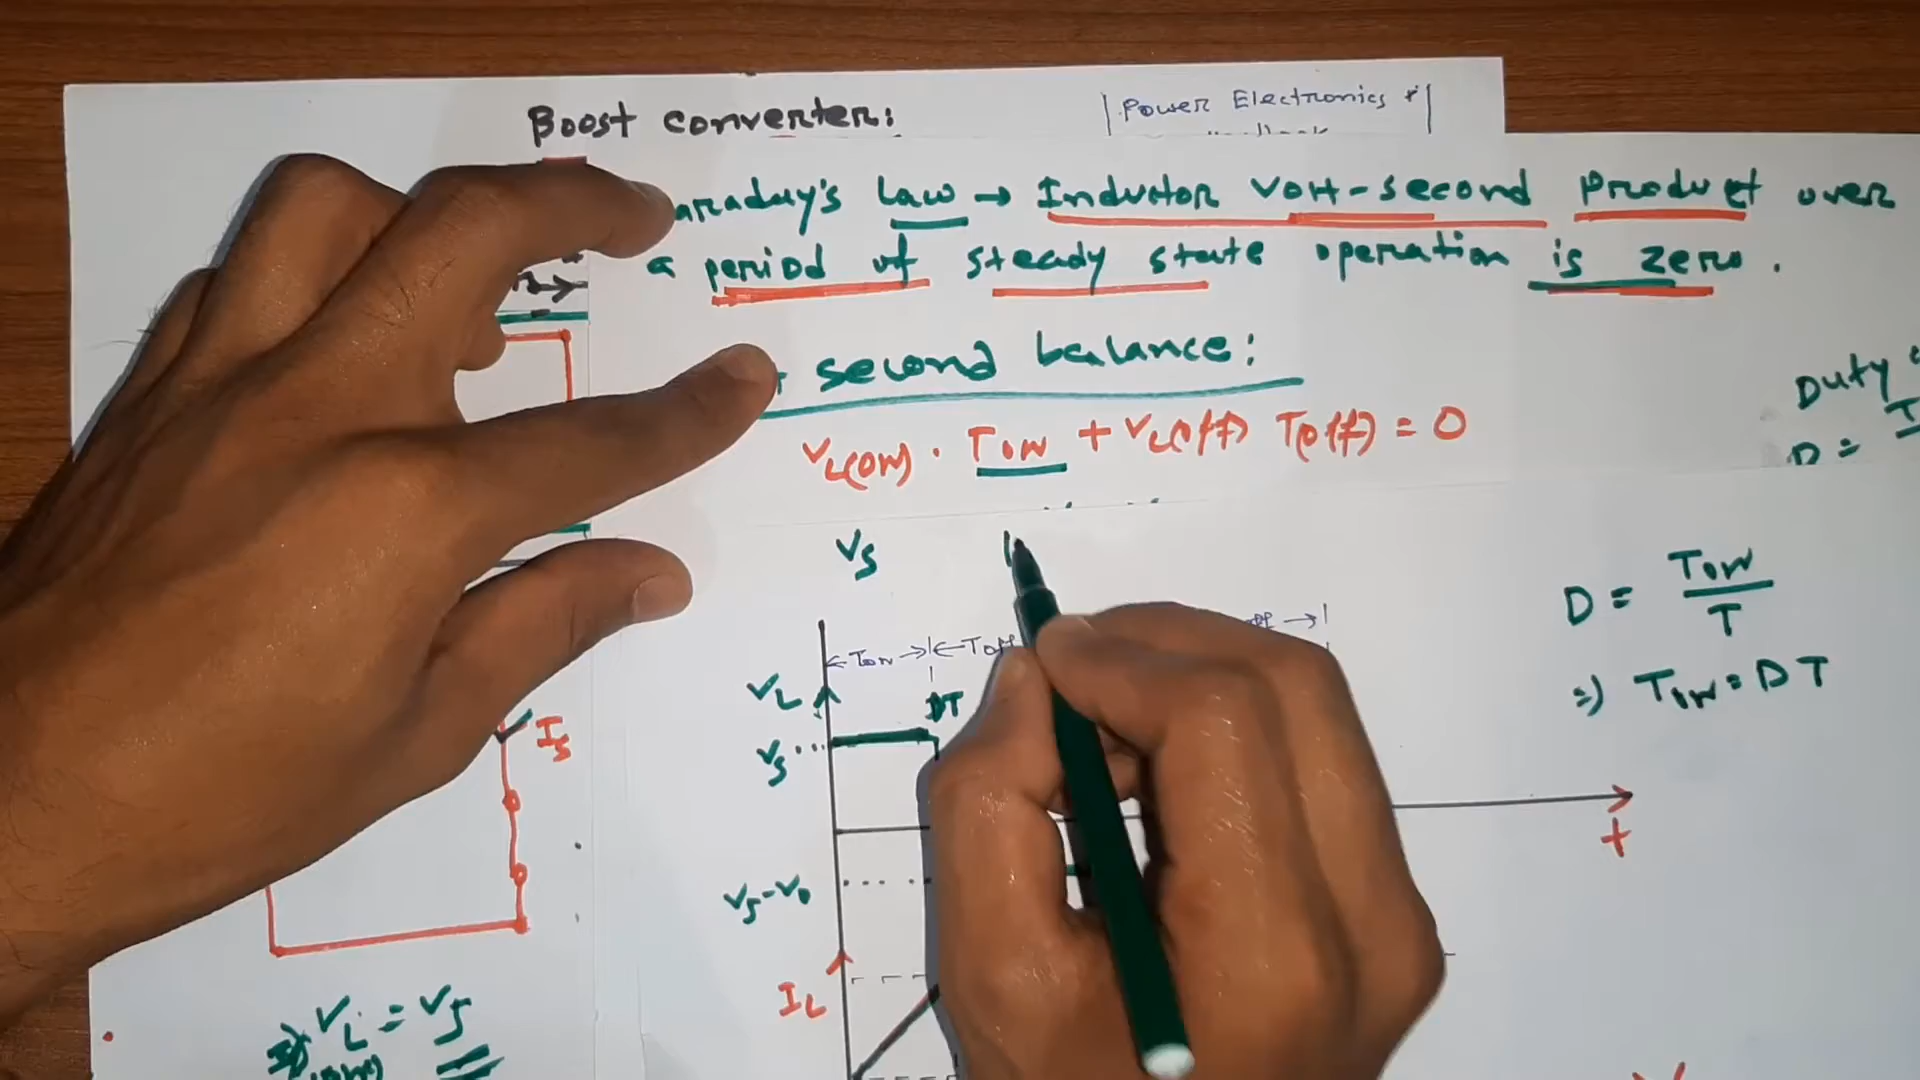 Boost converter:
Power Electronics
Law → Inductor volt-second Product over
a period of steady state operation is zero.
second balance:
VL(ON) . TON + VL(off) T(off) = 0
Duty
D =
VS
D = TON
T
=) TON = DT
TON
Toff
off
VL
DT
VS
t
VS-VO
IL
IS
=) VL = VS